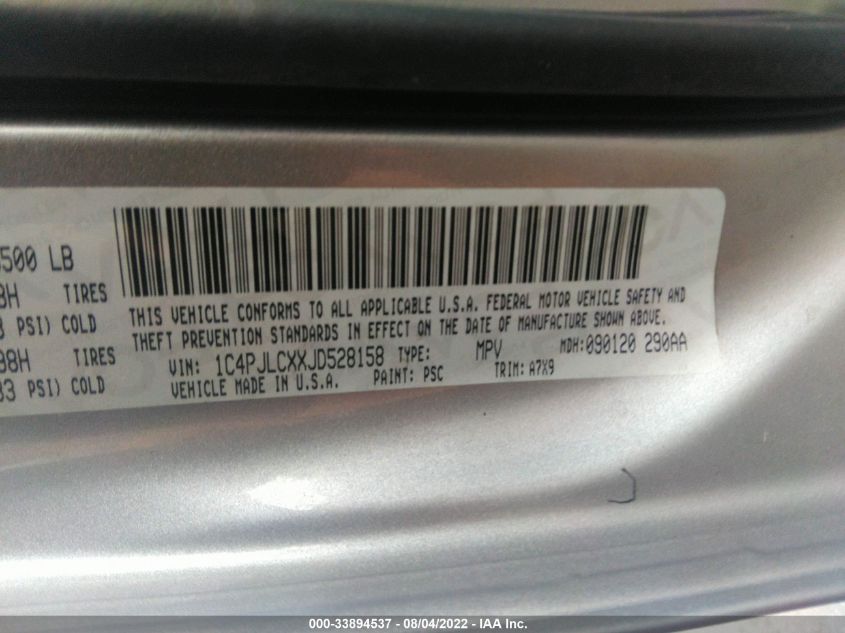 500 LB
TIRES
PSI) COLD
98H TIRES
33 PSI) COLD
THIS VEHICLE CONFORMS TO ALL APPLICABLE U.S.A. FEDERAL MOTOR VEHICLE SAFETY AND
THEFT PREVENTION STANDARDS IN EFFECT ON THE DATE OF MANUFACTURE SHOWN ABOVE.
VIN: 1C4PJLCXXJD528158 TYPE: MPV MDH:090120 290AA
VEHICLE MADE IN U.S.A. PAINT: PSC TRIM: A7X9
000-33894537 - 08/04/2022 - IAA Inc.